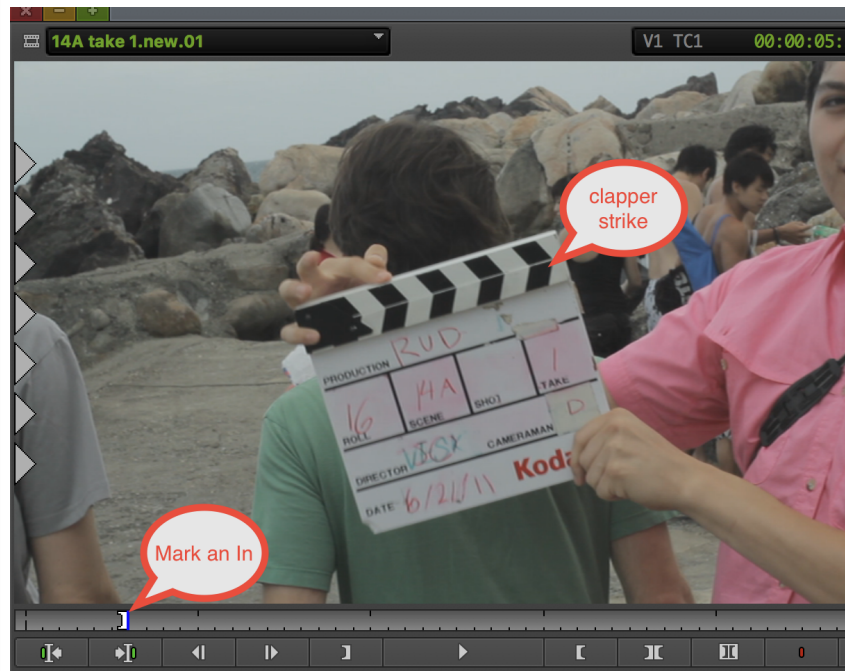 14A take 1.new.01
V1 TC1 00:00:05:
clapper
strike
PRODUCTION RUD
16 14A 1
ROLL SCENE SHOT TAKE
D
DIRECTOR CAMERAMAN
Koda
DATE 6/21/11
Mark an In